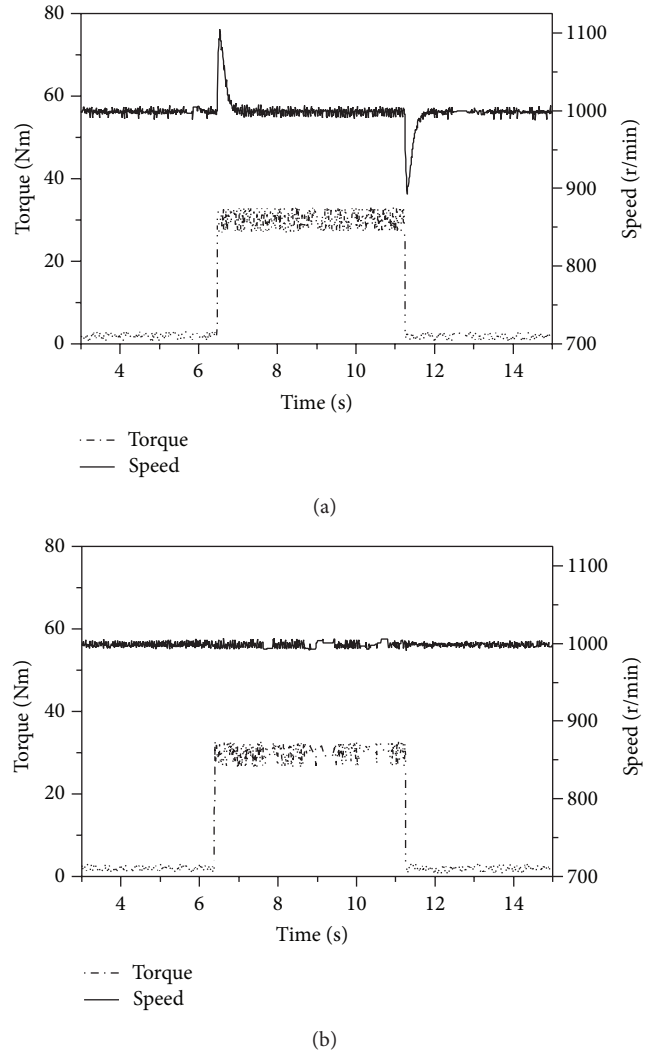 80
60
40
20
0
Torque (Nm)
1100
1000
900
800
700
Speed (r/min)
4 6 8 10 12 14
Time (s)
Torque
Speed
(a)
80
60
40
20
0
Torque (Nm)
1100
1000
900
800
700
Speed (r/min)
4 6 8 10 12 14
Time (s)
Torque
Speed
(b)